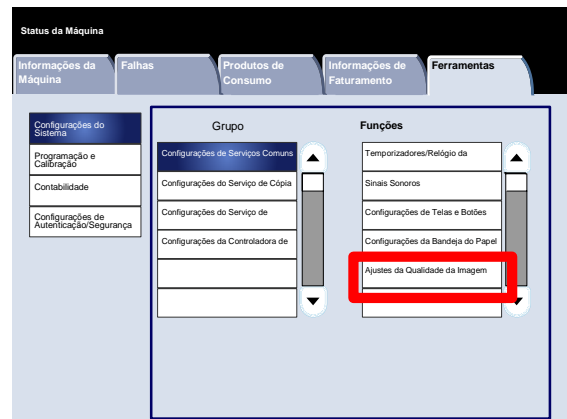 Status da Máquina
Informações da
Máquina
Falhas
Produtos de
Consumo
Informações de
Faturamento
Ferramentas
Configurações do
Sistema
Programação e
Calibração
Contabilidade
Configurações de
Autenticação/Segurança
Grupo
Configurações de Serviços Comuns
Configurações do Serviço de Cópia
Configurações do Serviço de
Configurações da Controladora de
Funções
Temporizadores/Relógio da
Sinais Sonoros
Configurações de Telas e Botões
Configurações da Bandeja do Papel
Ajustes da Qualidade da Imagem